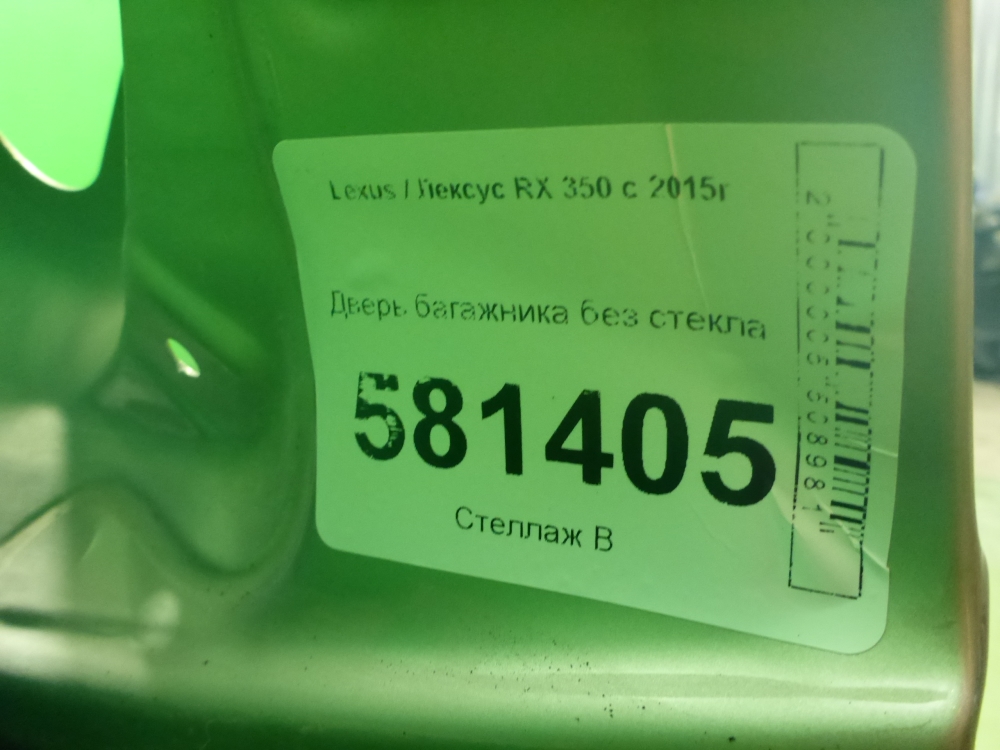 Lexus / Лексус RX 350 с 2015г
Дверь багажника без стекла
581405
Стеллаж В